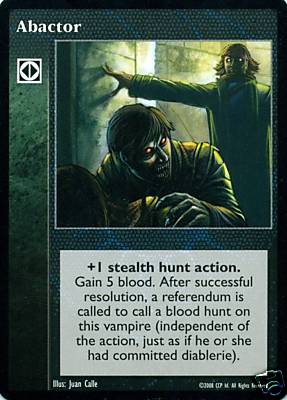 Abactor
+1 stealth hunt action.
Gain 5 blood. After successful
resolution, a referendum is
called to call a blood hunt on
this vampire (independent of
the action, just as if he or she
had committed diablerie).
Illus: Juan Calle
©2008 CCP hf. All Rights Reserved